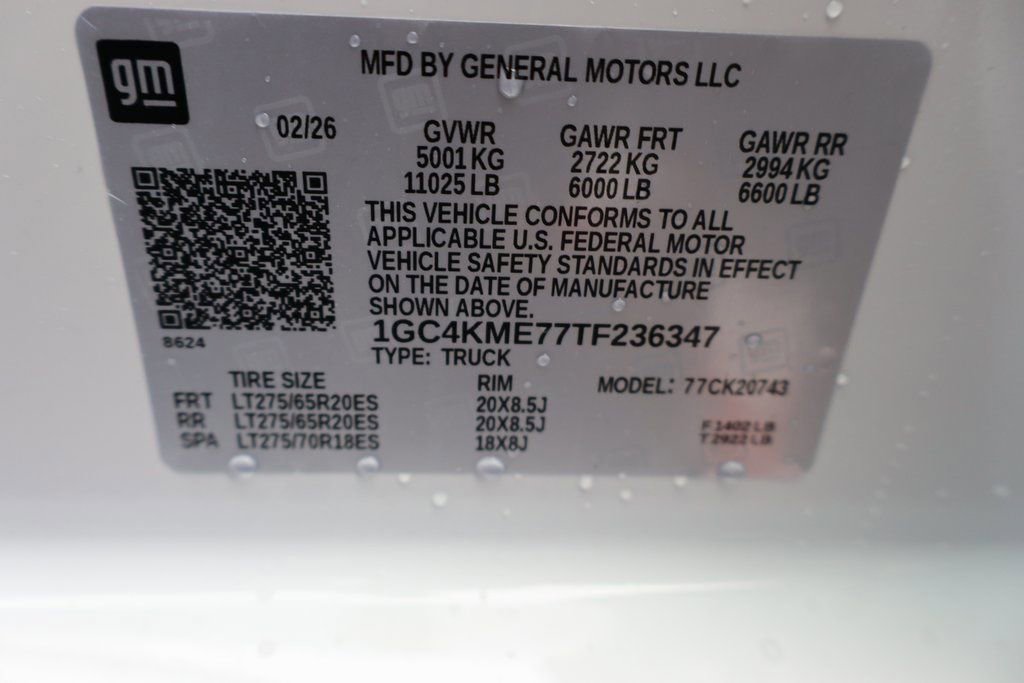 gm
MFD BY GENERAL MOTORS LLC
02/26
GVWR GAWR FRT GAWR RR
5001 KG 2722 KG 2994 KG
11025 LB 6000 LB 6600 LB
THIS VEHICLE CONFORMS TO ALL
APPLICABLE U.S. FEDERAL MOTOR
VEHICLE SAFETY STANDARDS IN EFFECT
ON THE DATE OF MANUFACTURE
SHOWN ABOVE.
8624
1GC4KME77TF236347
TYPE: TRUCK
TIRE SIZE RIM MODEL: 77CK20743
FRT LT275/65R20ES 20X8.5J
RR LT275/65R20ES 20X8.5J
SPA LT275/70R18ES 18X8J
F 1402 LB
T 2922 LB